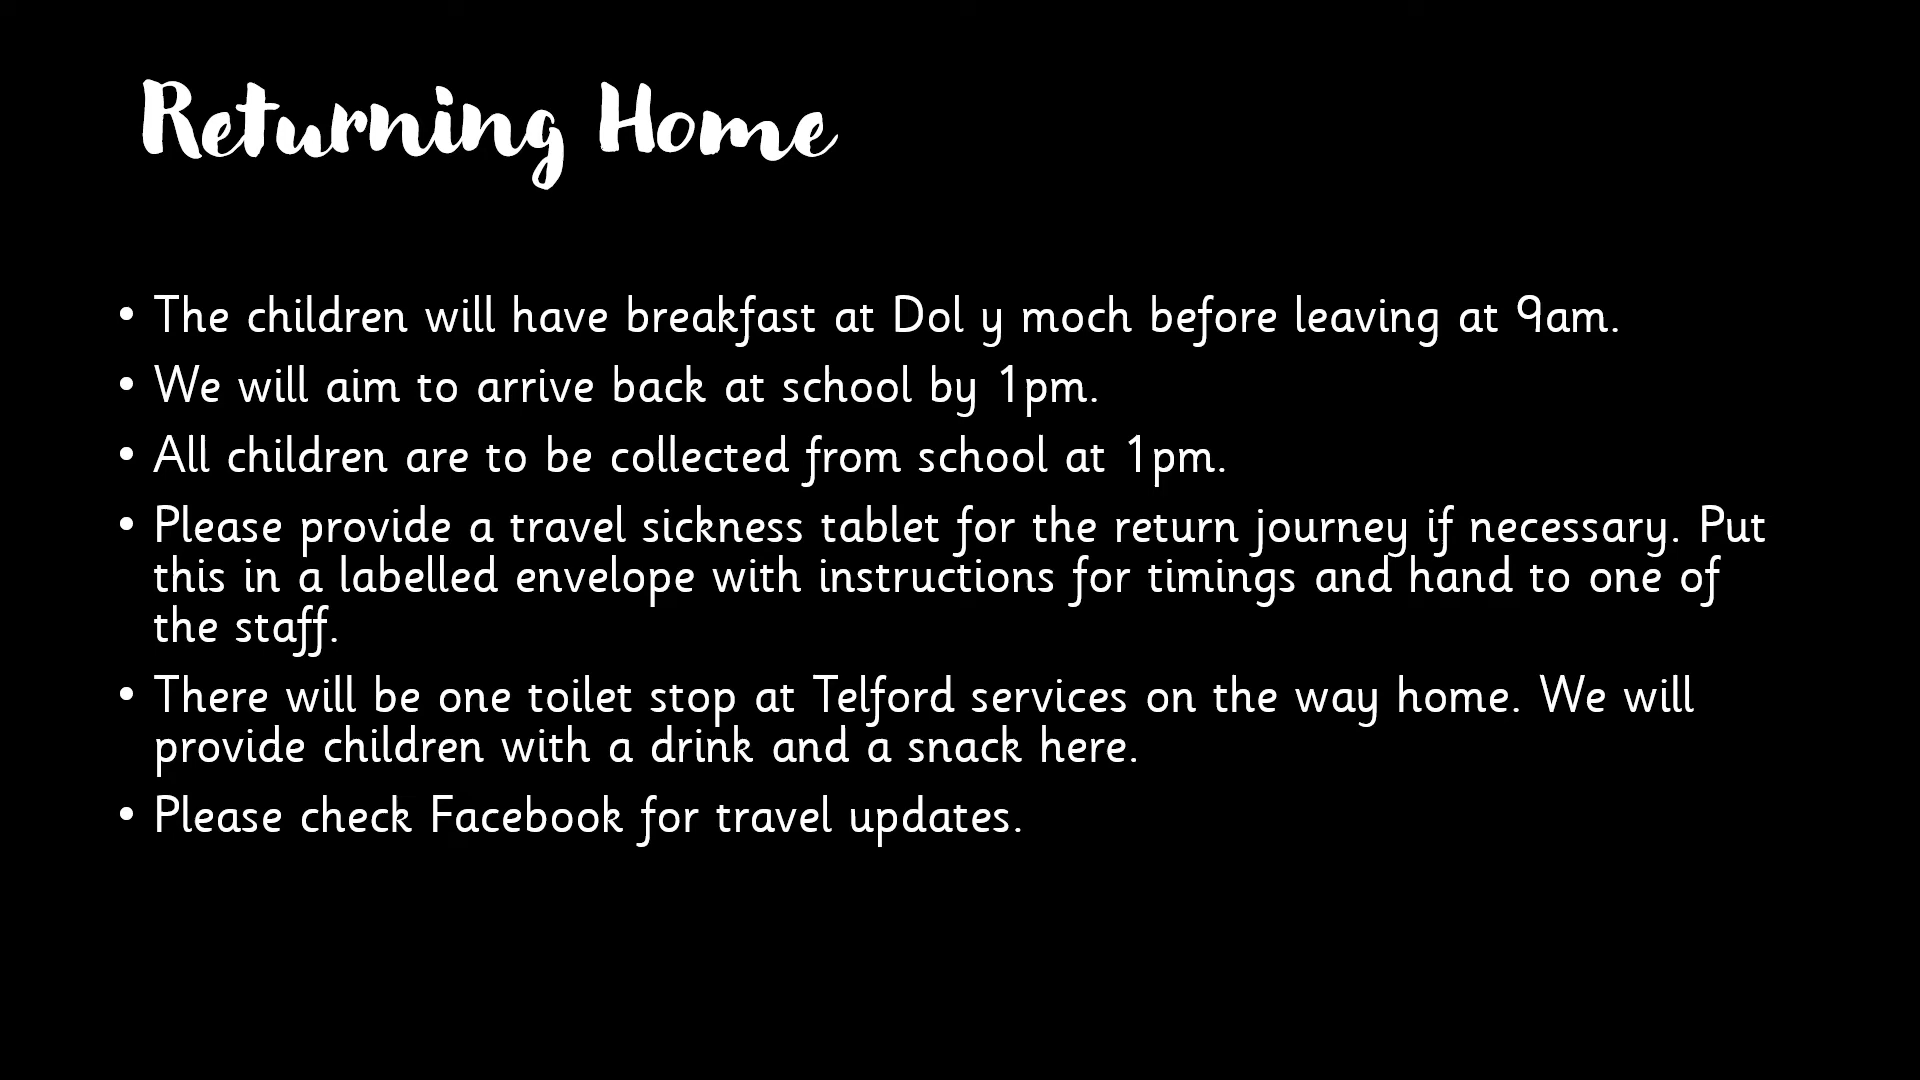 Returning Home
• The children will have breakfast at Dol y moch before leaving at 9am.
• We will aim to arrive back at school by 1pm.
• All children are to be collected from school at 1pm.
• Please provide a travel sickness tablet for the return journey if necessary. Put
this in a labelled envelope with instructions for timings and hand to one of
the staff.
• There will be one toilet stop at Telford services on the way home. We will
provide children with a drink and a snack here.
• Please check Facebook for travel updates.